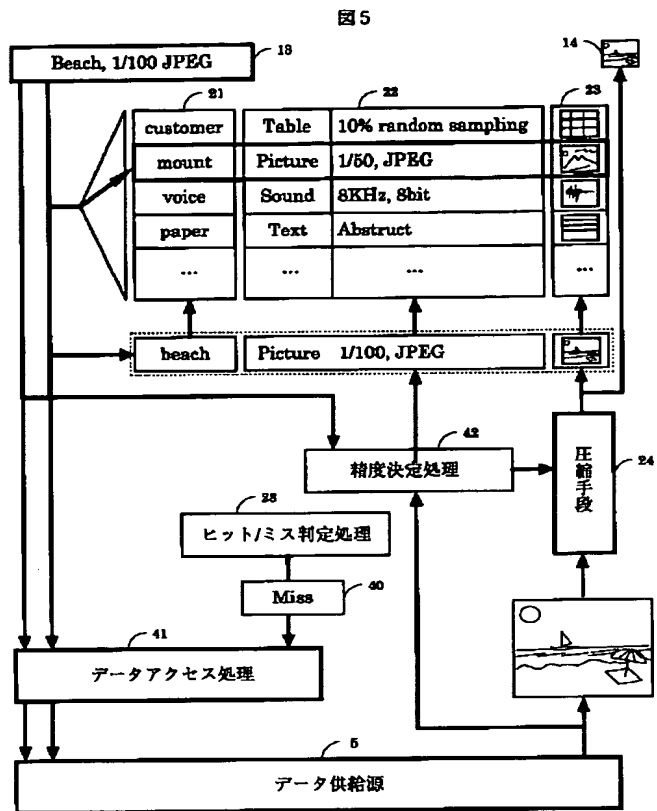 図5
Beach, 1/100 JPEG
13
14
21
22
23
customer Table 10% random sampling
mount Picture 1/50, JPEG
voice Sound 8KHz, 8bit
paper Text Abstruct
... ... ... ...
beach Picture 1/100, JPEG
42
精度決定処理
圧縮手段
24
28
ヒット/ミス判定処理
Miss
40
41
データアクセス処理
5
データ供給源